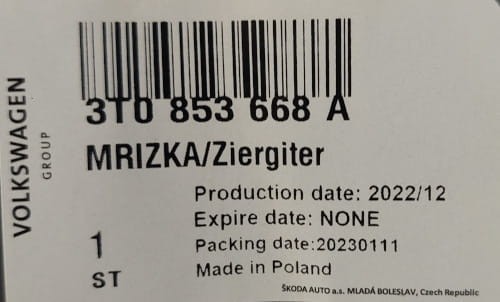 VOLKSWAGEN
GROUP
3T0 853 668 A
MRIZKA/Ziergiter
Production date: 2022/12
Expire date: NONE
1
Packing date:20230111
ST
Made in Poland
ŠKODA AUTO a.s. MLADÁ BOLESLAV, Czech Republic